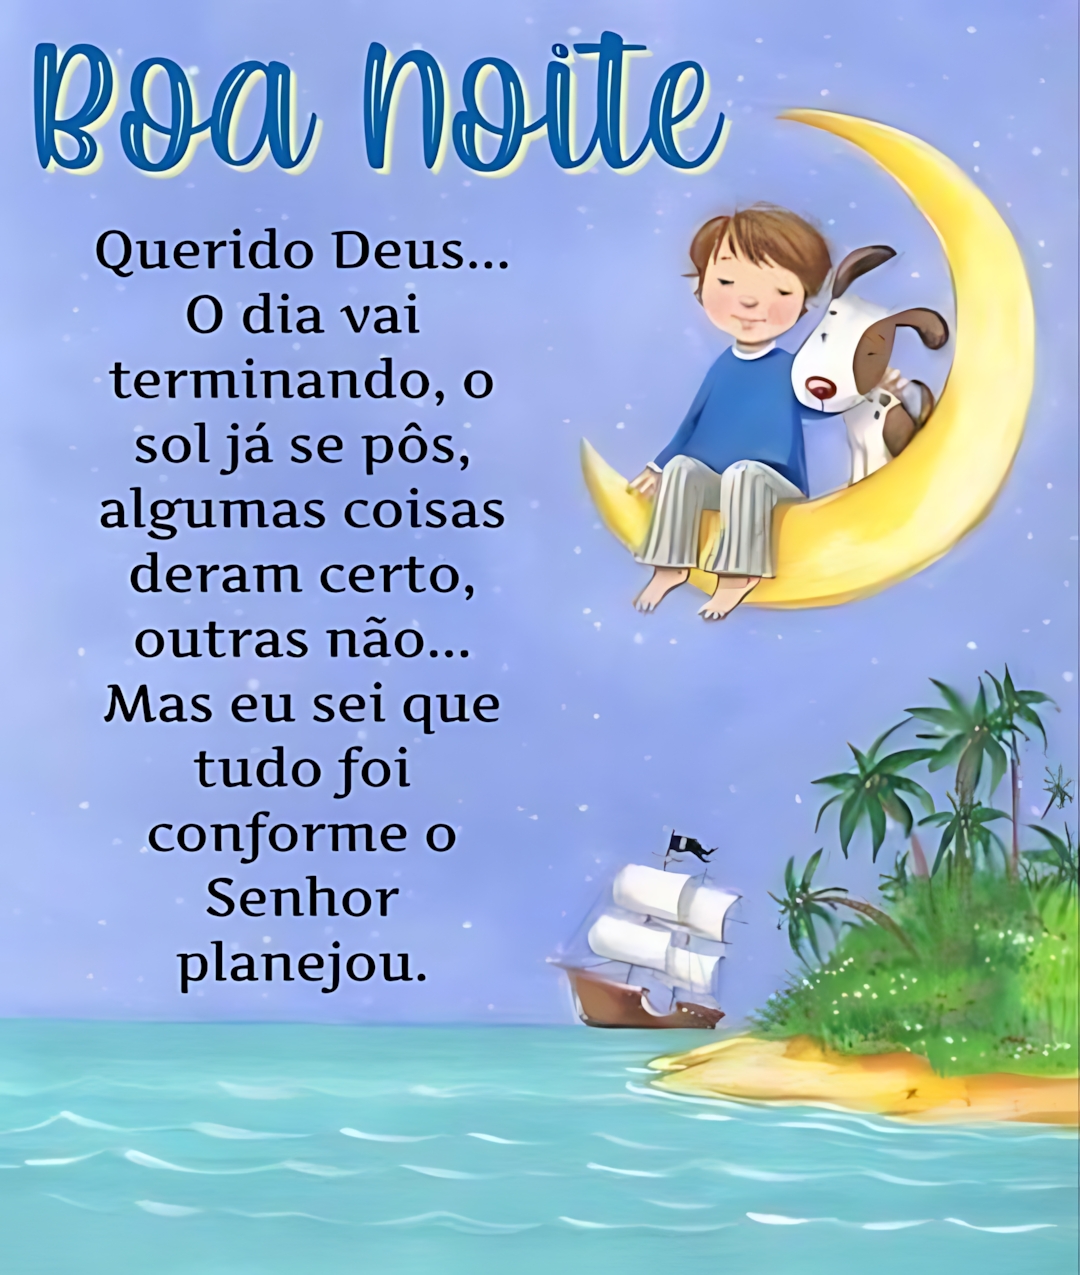 Boa Noite
Querido Deus...
O dia vai
terminando, o
sol já se pôs,
algumas coisas
deram certo,
outras não...
Mas eu sei que
tudo foi
conforme o
Senhor
planejou.